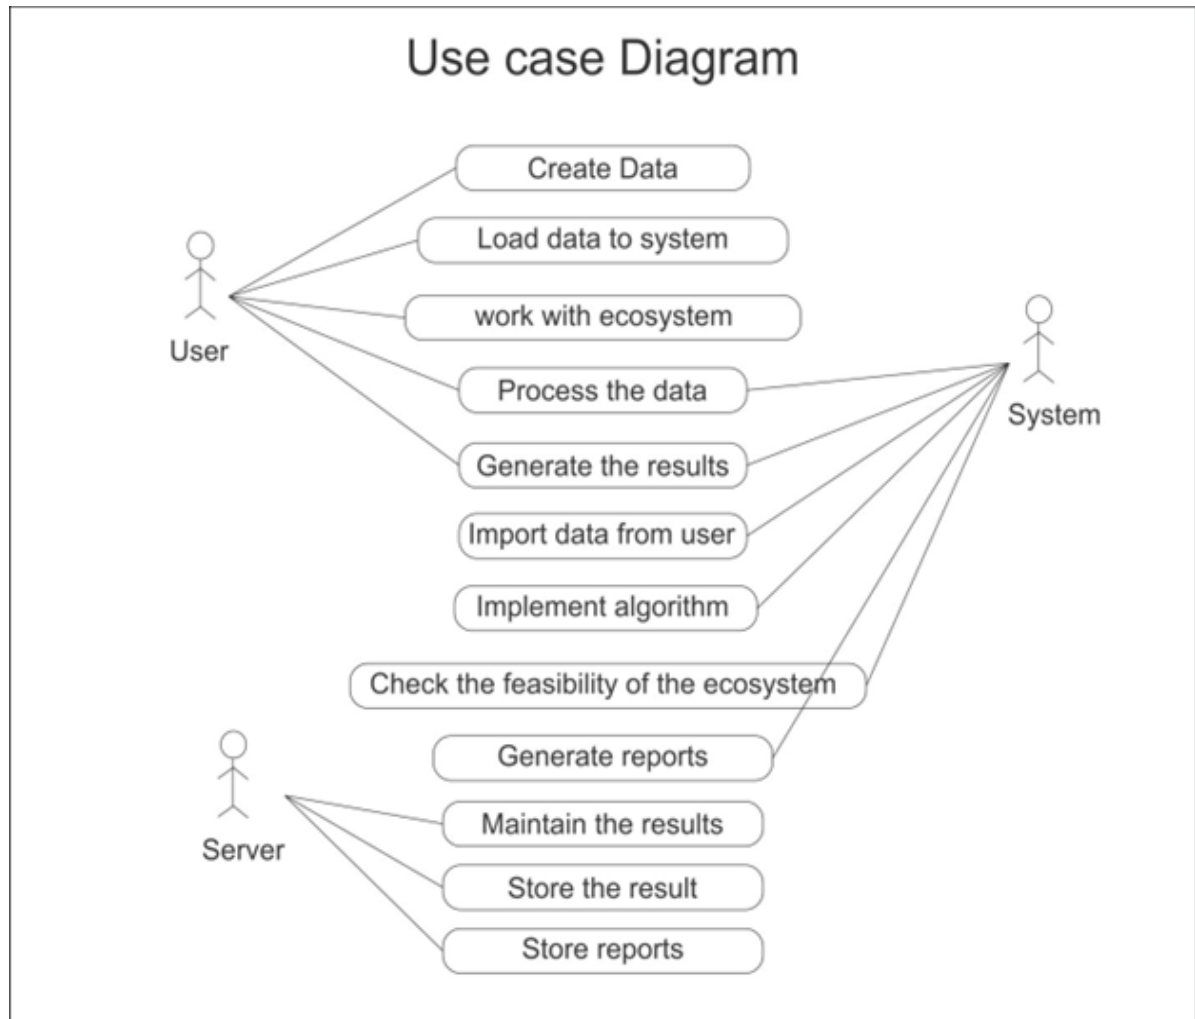 Use case Diagram
Create Data
Load data to system
work with ecosystem
User
Process the data
System
Generate the results
Import data from user
Implement algorithm
Check the feasibility of the ecosystem
Generate reports
Maintain the results
Server
Store the result
Store reports